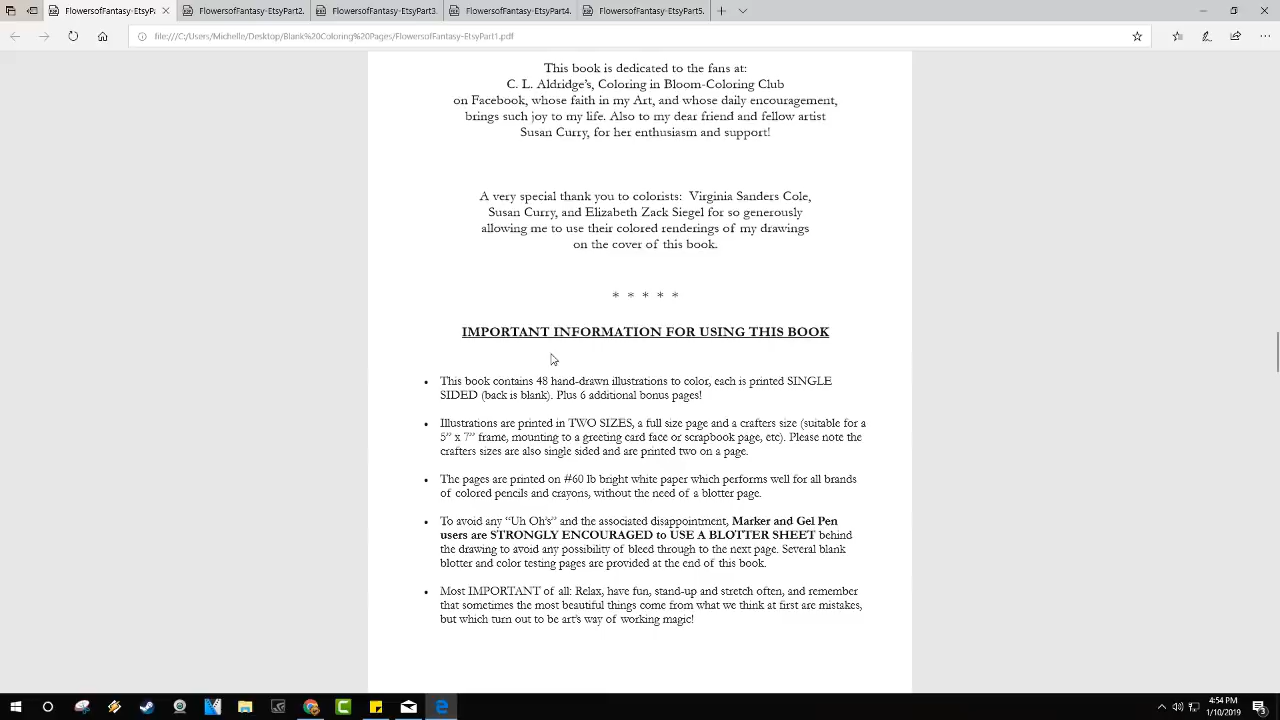 FlowersofFantasy-EtsyPar
FlowersofFantasy-EtsyPart2.
FlowersofFantasy-EtsyPart3.
FlowersofFantasy-EtsyPart4.
FlowersofFantasy-EtsyPart5.
file:///C:/Users/Michelle/Desktop/Blank%20Coloring%20Pages/FlowersofFantasy-EtsyPart1.pdf
This book is dedicated to the fans at:
C. L. Aldridge's, Coloring in Bloom-Coloring Club
on Facebook, whose faith in my Art, and whose daily encouragement,
brings such joy to my life. Also to my dear friend and fellow artist
Susan Curry, for her enthusiasm and support!
A very special thank you to colorists: Virginia Sanders Cole,
Susan Curry, and Elizabeth Zack Siegel for so generously
allowing me to use their colored renderings of my drawings
on the cover of this book.
* * * * *
IMPORTANT INFORMATION FOR USING THIS BOOK
• This book contains 48 hand-drawn illustrations to color, each is printed SINGLE
SIDED (back is blank). Plus 6 additional bonus pages!
• Illustrations are printed in TWO SIZES, a full size page and a crafters size (suitable for a
5" x 7" frame, mounting to a greeting card face or scrapbook page, etc). Please note the
crafters sizes are also single sided and are printed two on a page.
• The pages are printed on #60 lb bright white paper which performs well for all brands
of colored pencils and crayons, without the need of a blotter page.
• To avoid any "Uh Oh's" and the associated disappointment, Marker and Gel Pen
users are STRONGLY ENCOURAGED to USE A BLOTTER SHEET behind
the drawing to avoid any possibility of bleed through to the next page. Several blank
blotter and color testing pages are provided at the end of this book.
• Most IMPORTANT of all: Relax, have fun, stand-up and stretch often, and remember
that sometimes the most beautiful things come from what we think at first are mistakes,
but which turn out to be art's way of working magic!
4:54 PM
1/10/2019